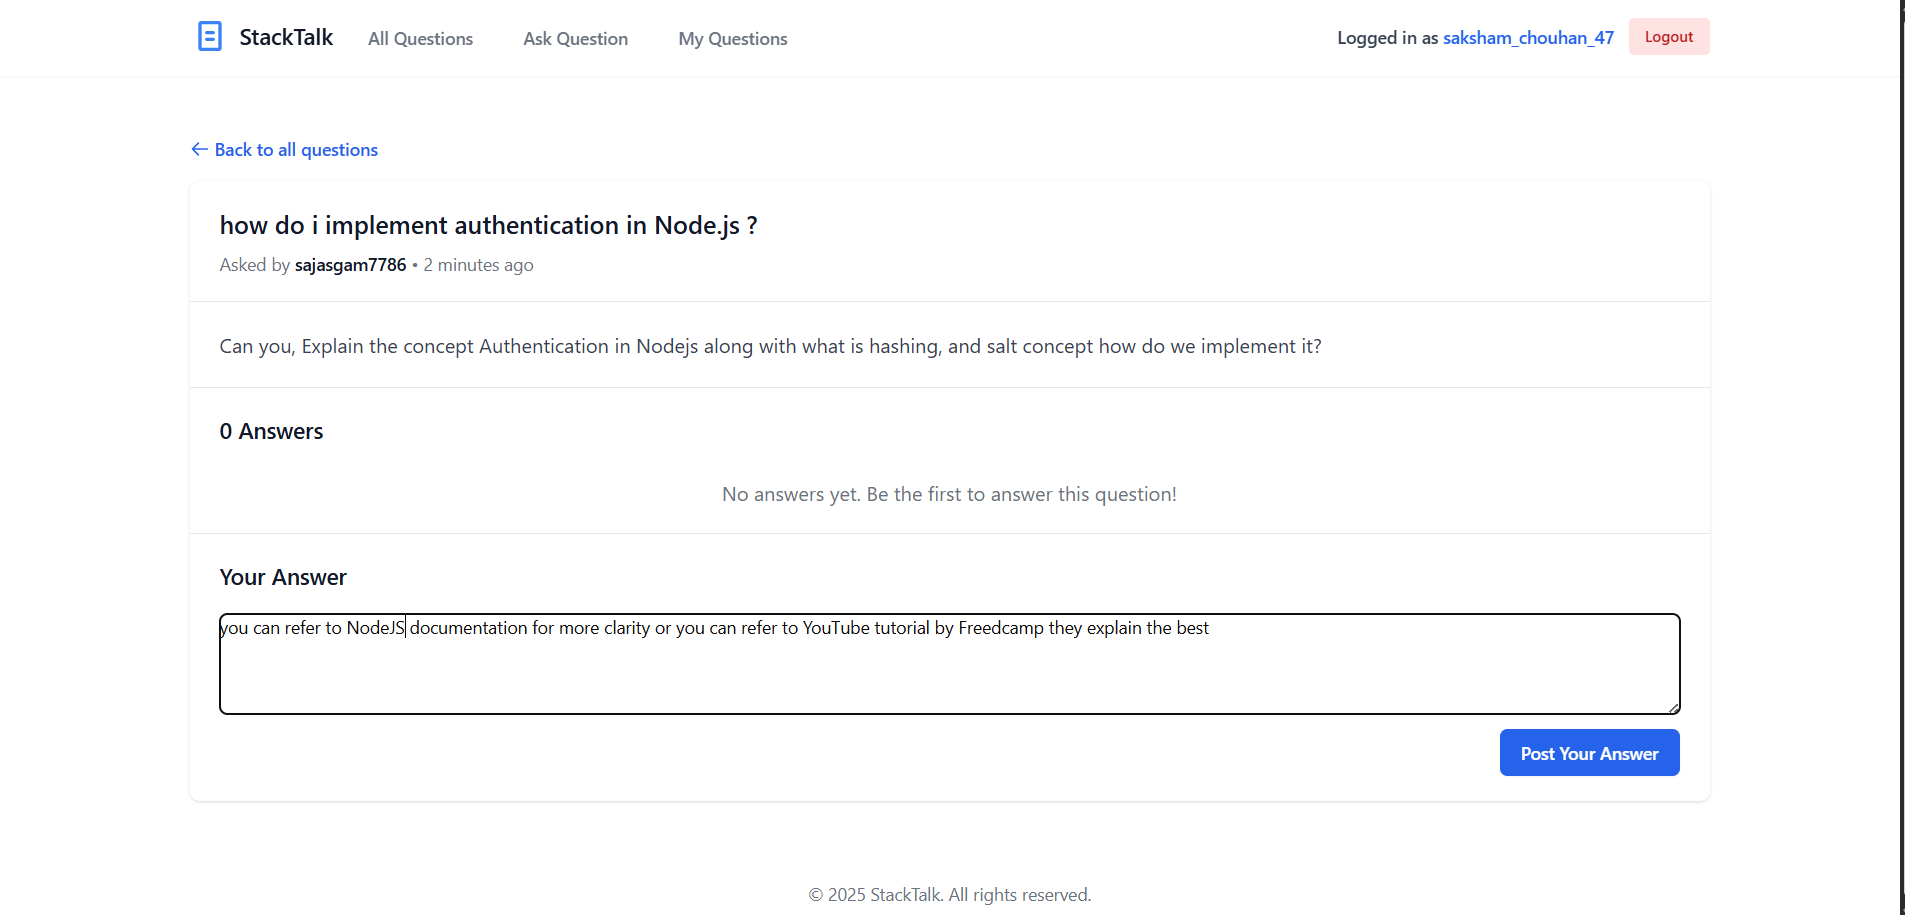 StackTalk All Questions Ask Question My Questions Logged in as saksham_chouhan_47 Logout
← Back to all questions
how do i implement authentication in Node.js ?
Asked by sajasgam7786 • 2 minutes ago
Can you, Explain the concept Authentication in Nodejs along with what is hashing, and salt concept how do we implement it?
0 Answers
No answers yet. Be the first to answer this question!
Your Answer
you can refer to NodeJS documentation for more clarity or you can refer to YouTube tutorial by Freedcamp they explain the best
Post Your Answer
© 2025 StackTalk. All rights reserved.